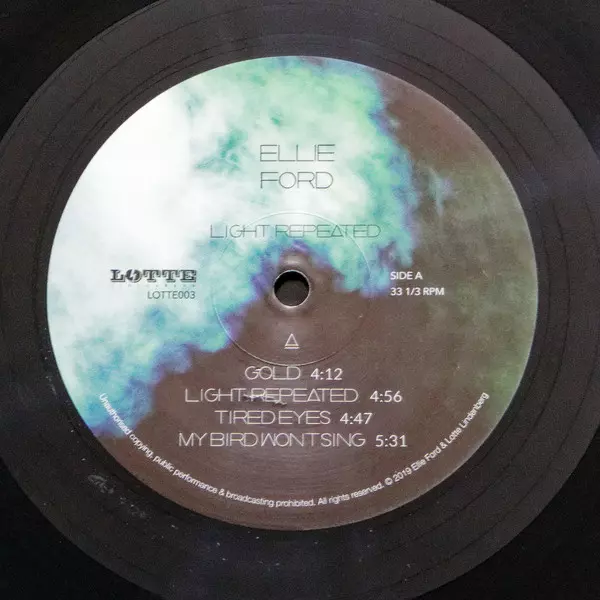 ELLIE
FORD
LIGHT REPEATED
LOTTE
LOTTE003
SIDE A
33 1/3 RPM
A
GOLD 4:12
LIGHT REPEATED 4:56
TIRED EYES 4:47
MY BIRD WONT SING 5:31
Unauthorised copying, public performance & broadcasting prohibited. All rights reserved. © 2019 Ellie Ford & Lotte Lindenberg